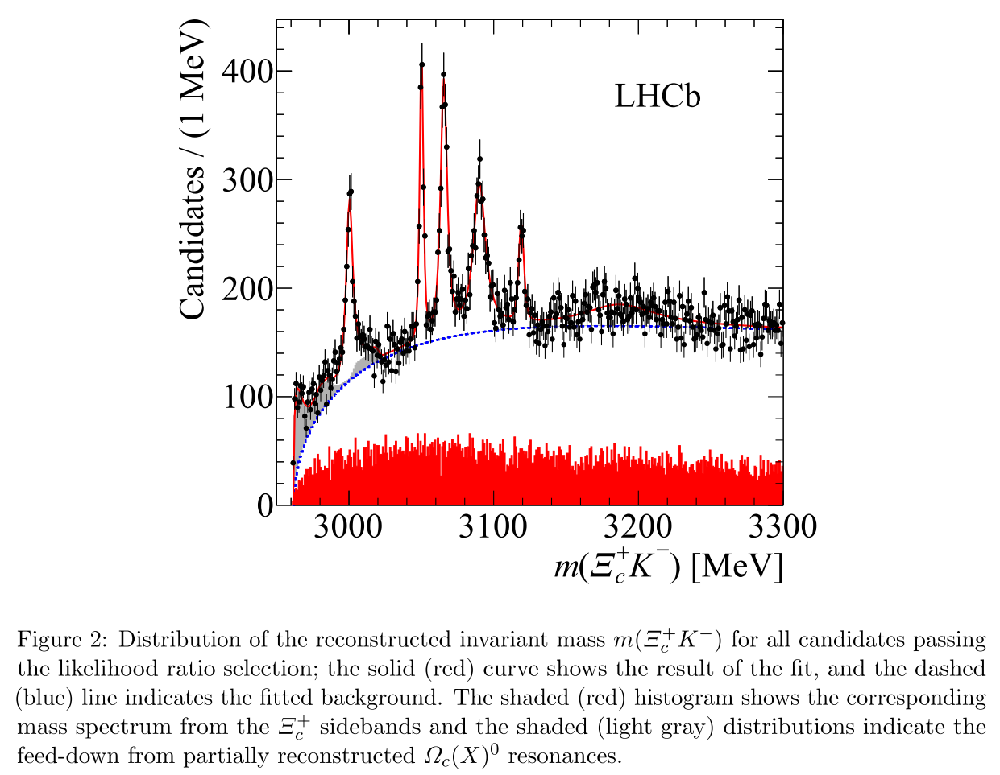 Candidates / (1 MeV)
400
300
200
100
0
LHCb
3000 3100 3200 3300
m(Ξc+K−) [MeV]
Figure 2: Distribution of the reconstructed invariant mass m(Ξc+K−) for all candidates passing
the likelihood ratio selection; the solid (red) curve shows the result of the fit, and the dashed
(blue) line indicates the fitted background. The shaded (red) histogram shows the corresponding
mass spectrum from the Ξc+ sidebands and the shaded (light gray) distributions indicate the
feed-down from partially reconstructed Ωc(X)0 resonances.